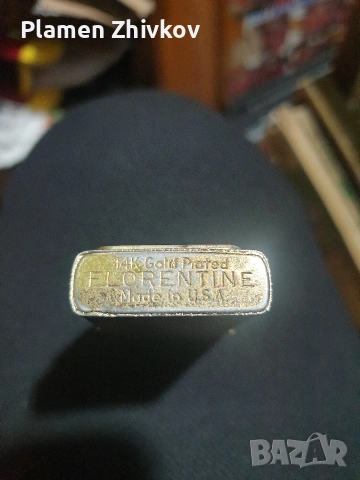 Plamen Zhivkov
14K Gold Plated
FLORENTINE
Made in U.S.A.
BAZAR